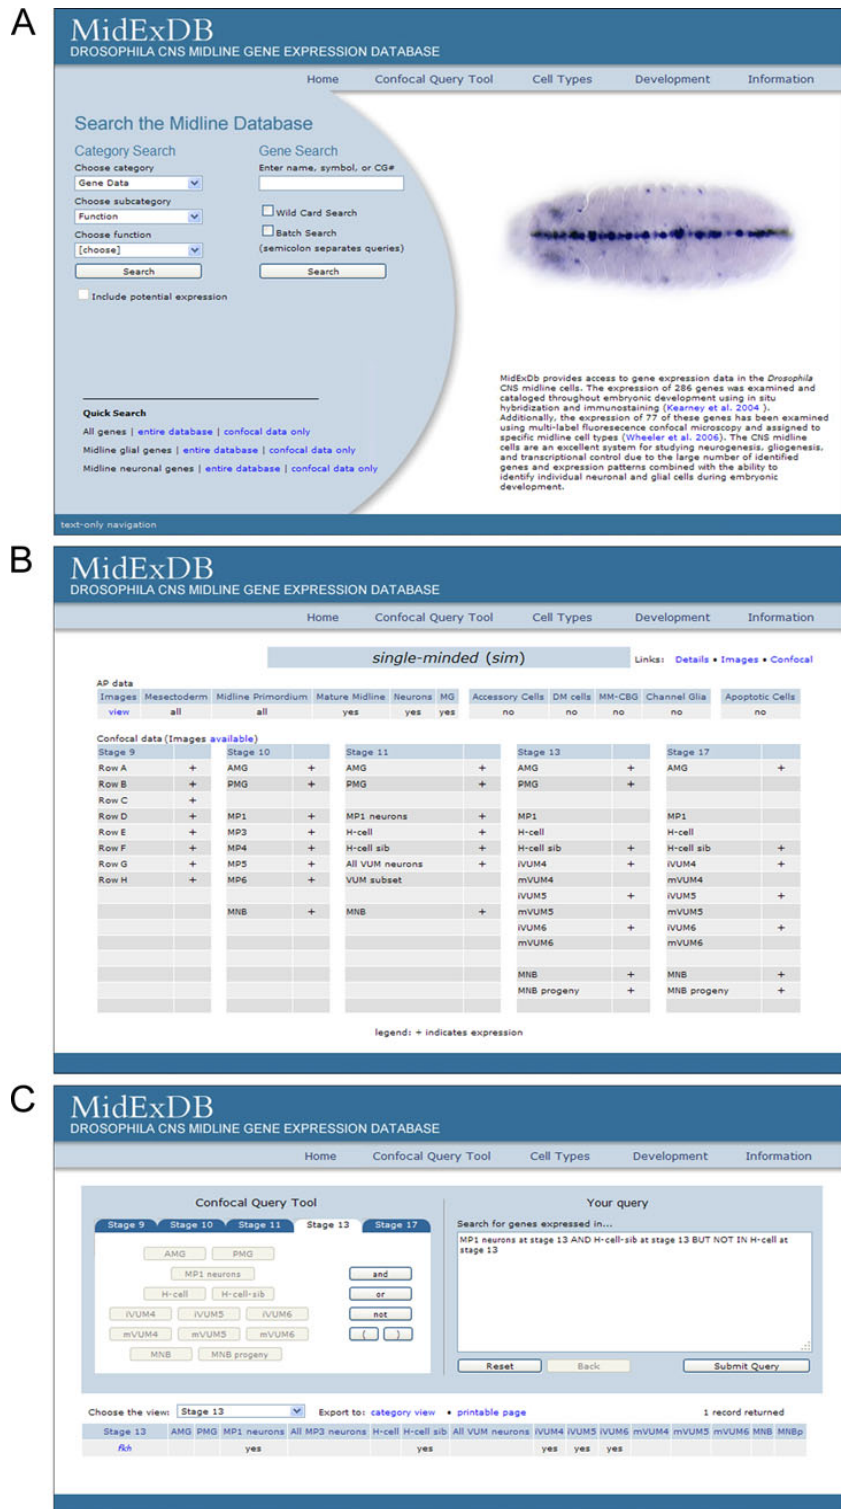 A
MidExDB
DROSOPHILA CNS MIDLINE GENE EXPRESSION DATABASE
Home Confocal Query Tool Cell Types Development Information
Search the Midline Database
Category Search Gene Search
Choose category Enter name, symbol, or CG#
Gene Data
Choose subcategory
Function Wild Card Search
Choose function Batch Search
[choose] (semicolon separates queries)
Search Search
Include potential expression
Quick Search
All genes | entire database | confocal data only
Midline glial genes | entire database | confocal data only
Midline neuronal genes | entire database | confocal data only
MidExDb provides access to gene expression data in the Drosophila
CNS midline cells. The expression of 286 genes was examined and
cataloged throughout embryonic development using in situ
hybridization and immunostaining (Kearney et al. 2004 ).
Additionally, the expression of 77 of these genes has been examined
using multi-label fluoresecence confocal microscopy and assigned to
specific midline cell types (Wheeler et al. 2006). The CNS midline
cells are an excellent system for studying neurogenesis, gliogenesis,
and transcriptional control due to the large number of identified
genes and expression patterns combined with the ability to
identify individual neuronal and glial cells during embryonic
development.
text-only navigation
B
MidExDB
DROSOPHILA CNS MIDLINE GENE EXPRESSION DATABASE
Home Confocal Query Tool Cell Types Development Information
single-minded (sim) Links: Details • Images • Confocal
AP data
Images Mesectoderm Midline Primordium Mature Midline Neurons MG Accessory Cells DM cells MM-CBG Channel Glia Apoptotic Cells
view all all yes yes yes no no no no no
Confocal data (Images available)
Stage 9 Stage 10 Stage 11 Stage 13 Stage 17
Row A + AMG + AMG + AMG + AMG +
Row B + PMG + PMG + PMG +
Row C +
Row D + MP1 + MP1 neurons + MP1 MP1
Row E + MP3 + H-cell + H-cell H-cell
Row F + MP4 + H-cell sib + H-cell sib + H-cell sib +
Row G + MP5 + All VUM neurons + iVUM4 + iVUM4 +
Row H + MP6 + VUM subset mVUM4 mVUM4
iVUM5 + iVUM5 +
MNB + MNB + mVUM5 mVUM5
iVUM6 + iVUM6 +
mVUM6 mVUM6
MNB + MNB +
MNB progeny + MNB progeny +
legend: + indicates expression
C
MidExDB
DROSOPHILA CNS MIDLINE GENE EXPRESSION DATABASE
Home Confocal Query Tool Cell Types Development Information
Confocal Query Tool Your query
Stage 9 Stage 10 Stage 11 Stage 13 Stage 17 Search for genes expressed in...
AMG PMG
MP1 neurons and
H-cell H-cell-sib or
iVUM4 iVUM5 iVUM6 not
mVUM4 mVUM5 mVUM6 ( )
MNB MNB progeny
MP1 neurons at stage 13 AND H-cell-sib at stage 13 BUT NOT IN H-cell at
stage 13
Reset Back Submit Query
Choose the view: Stage 13 Export to: category view • printable page 1 record returned
Stage 13 AMG PMG MP1 neurons All MP3 neurons H-cell H-cell sib All VUM neurons iVUM4 iVUM5 iVUM6 mVUM4 mVUM5 mVUM6 MNB MNBp
fkh yes yes yes yes yes